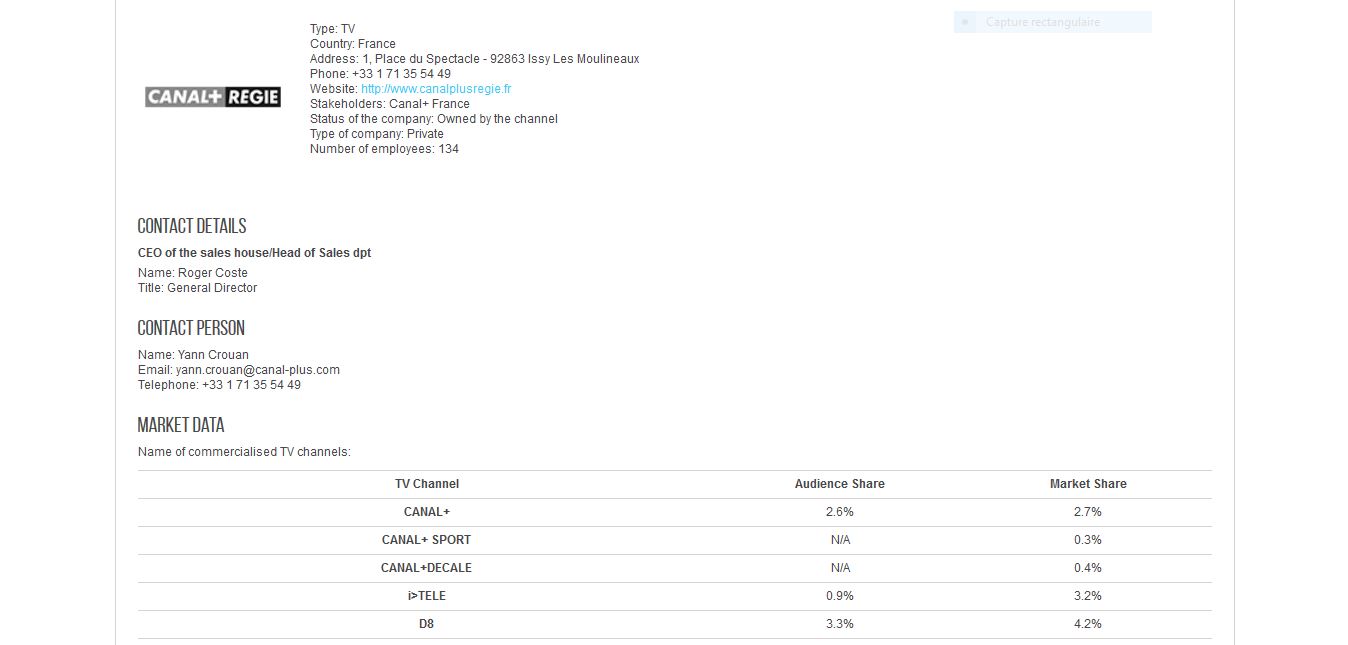 Capture rectangulaire
CANAL+ REGIE
Type: TV
Country: France
Address: 1, Place du Spectacle - 92863 Issy Les Moulineaux
Phone: +33 1 71 35 54 49
Website: http://www.canalplusregie.fr
Stakeholders: Canal+ France
Status of the company: Owned by the channel
Type of company: Private
Number of employees: 134
CONTACT DETAILS
CEO of the sales house/Head of Sales dpt
Name: Roger Coste
Title: General Director
CONTACT PERSON
Name: Yann Crouan
Email: yann.crouan@canal-plus.com
Telephone: +33 1 71 35 54 49
MARKET DATA
Name of commercialised TV channels:
TV Channel Audience Share Market Share
CANAL+ 2.6% 2.7%
CANAL+ SPORT N/A 0.3%
CANAL+DECALE N/A 0.4%
i>TELE 0.9% 3.2%
D8 3.3% 4.2%